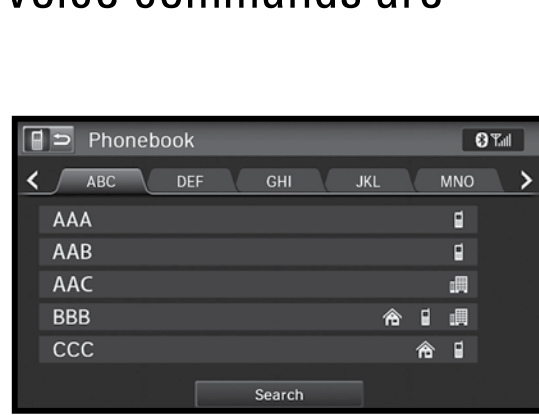 voice commands are
Phonebook
ABC DEF GHI JKL MNO
AAA
AAB
AAC
BBB
CCC
Search